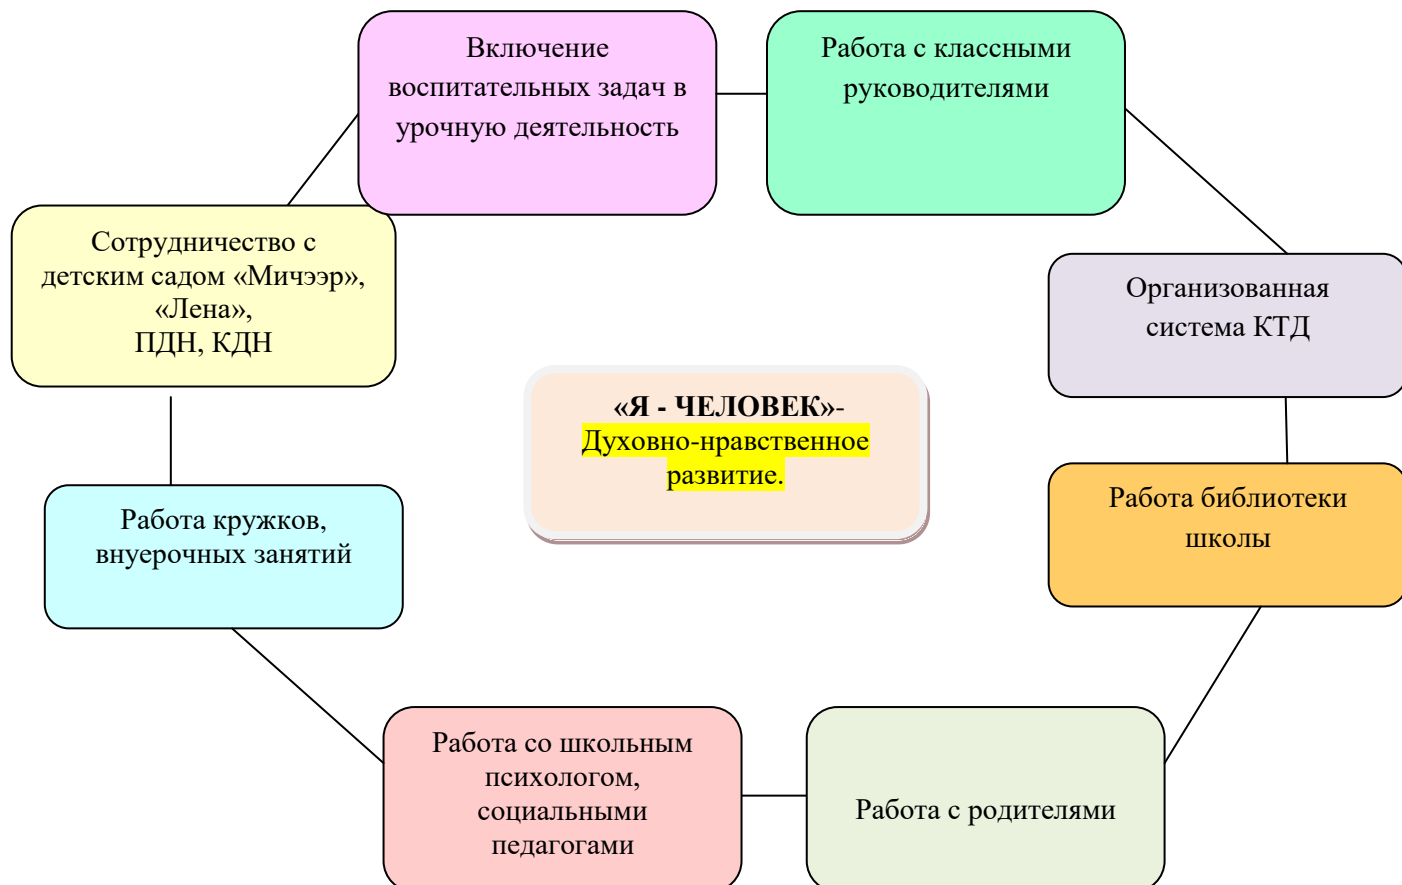 Включение
воспитательных задач в
урочную деятельность
Работа с классными
руководителями
Сотрудничество с
детским садом «Мичээр»,
«Лена»,
ПДН, КДН
Организованная
система КТД
«Я - ЧЕЛОВЕК»-
Духовно-нравственное
развитие.
Работа кружков,
внуерочных занятий
Работа библиотеки
школы
Работа со школьным
психологом,
социальными
педагогами
Работа с родителями